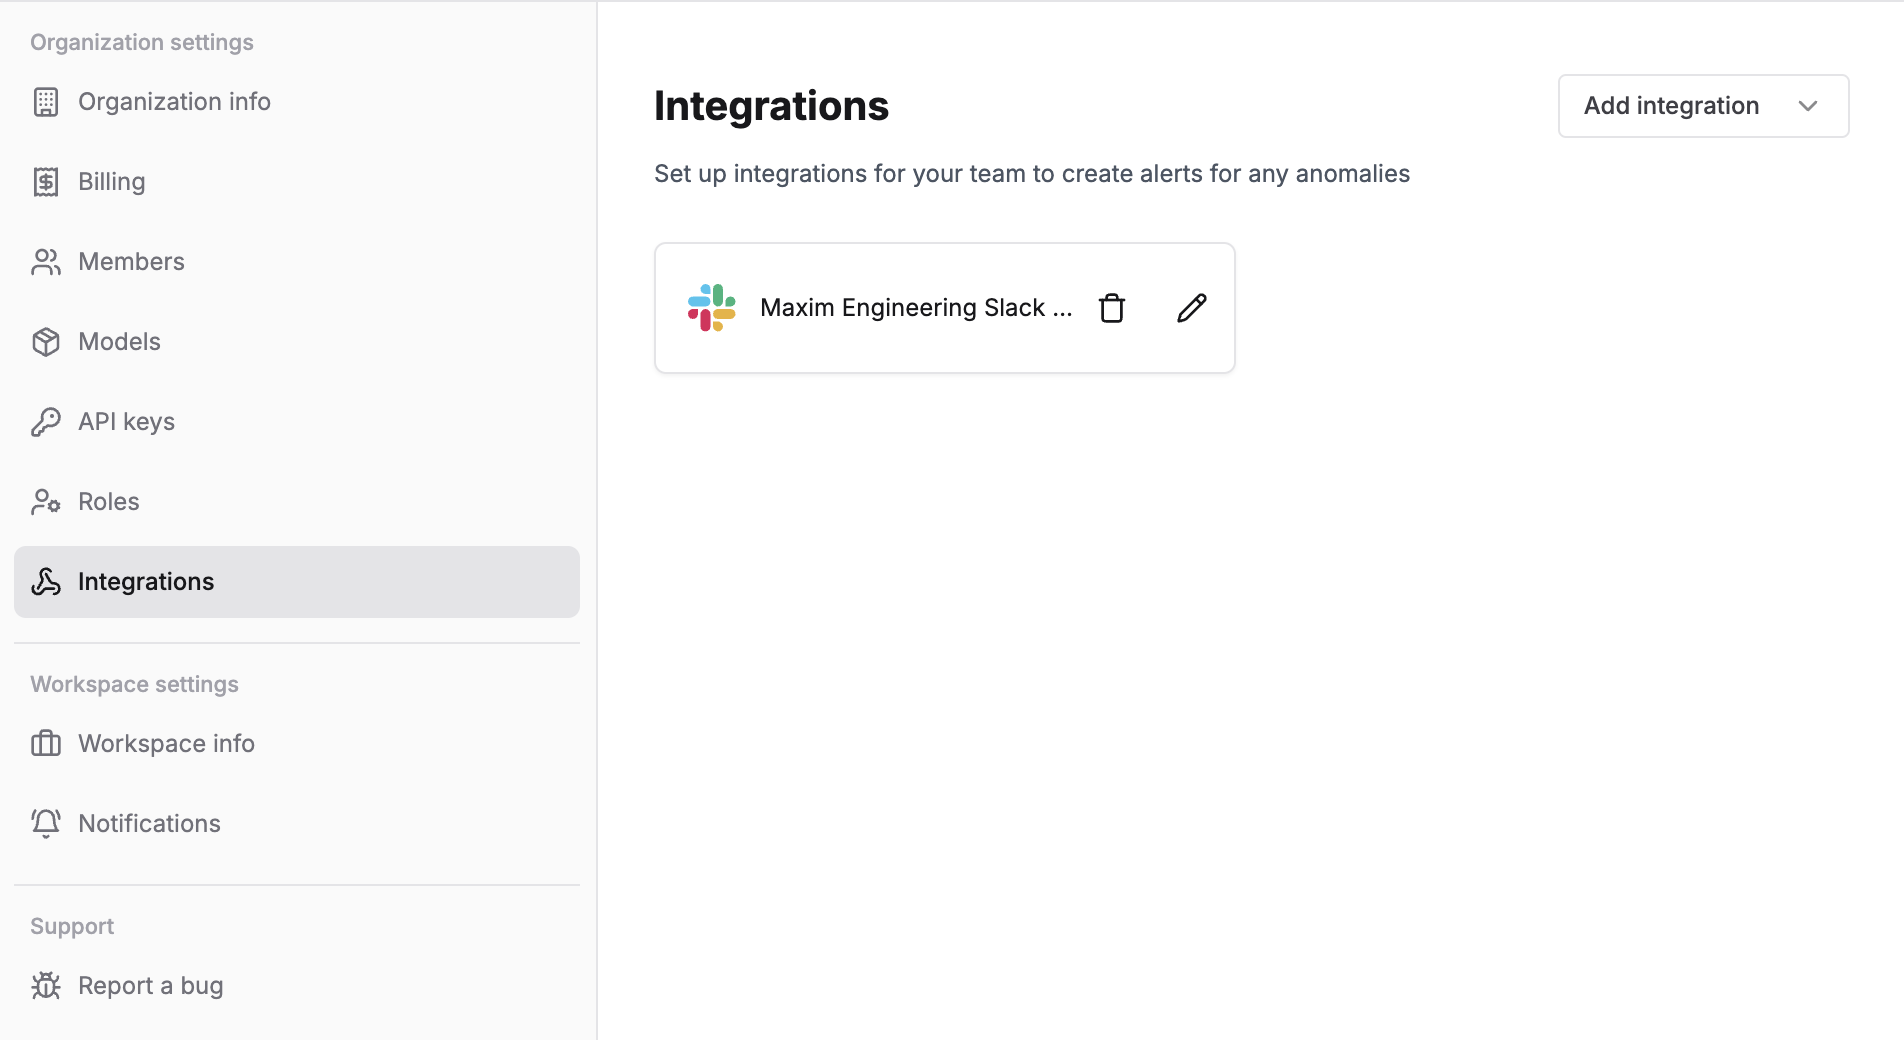 Organization settings
Organization info
Billing
Members
Models
API keys
Roles
Integrations
Workspace settings
Workspace info
Notifications
Support
Report a bug
Integrations
Add integration
Set up integrations for your team to create alerts for any anomalies
Maxim Engineering Slack ...